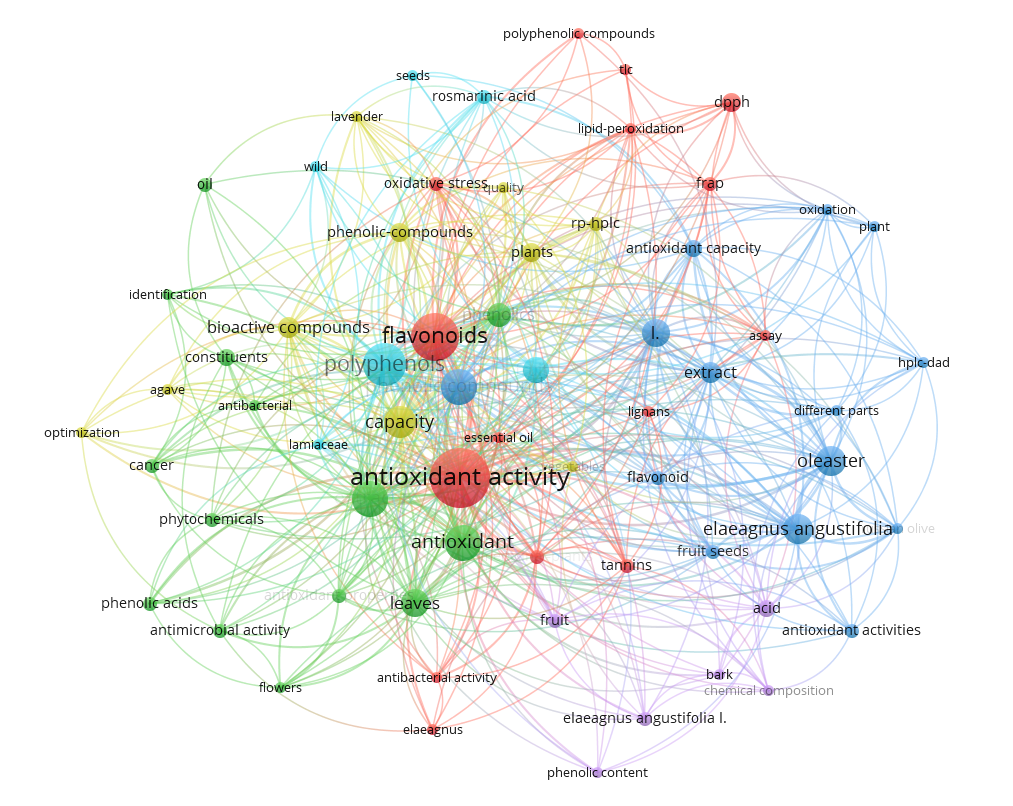 polyphenolic compounds
tlc
seeds
rosmarinic acid
dpph
lavender
lipid-peroxidation
wild
oil
oxidative stress
quality
frap
oxidation
phenolic-compounds
rp-hplc
plant
plants
antioxidant capacity
identification
phenolics
bioactive compounds
flavonoids
l.
assay
constituents
polyphenols
extract
hplc-dad
agave
antibacterial
lignans
different parts
capacity
optimization
lamiaceae
essential oil
cancer
vegetables
oleaster
antioxidant activity
flavonoid
phytochemicals
elaeagnus angustifolia
olive
antioxidant
fruit seeds
tannins
phenolic acids
leaves
acid
fruit
antimicrobial activity
antioxidant activities
bark
antibacterial activity
flowers
chemical composition
elaeagnus angustifolia l.
elaeagnus
phenolic content